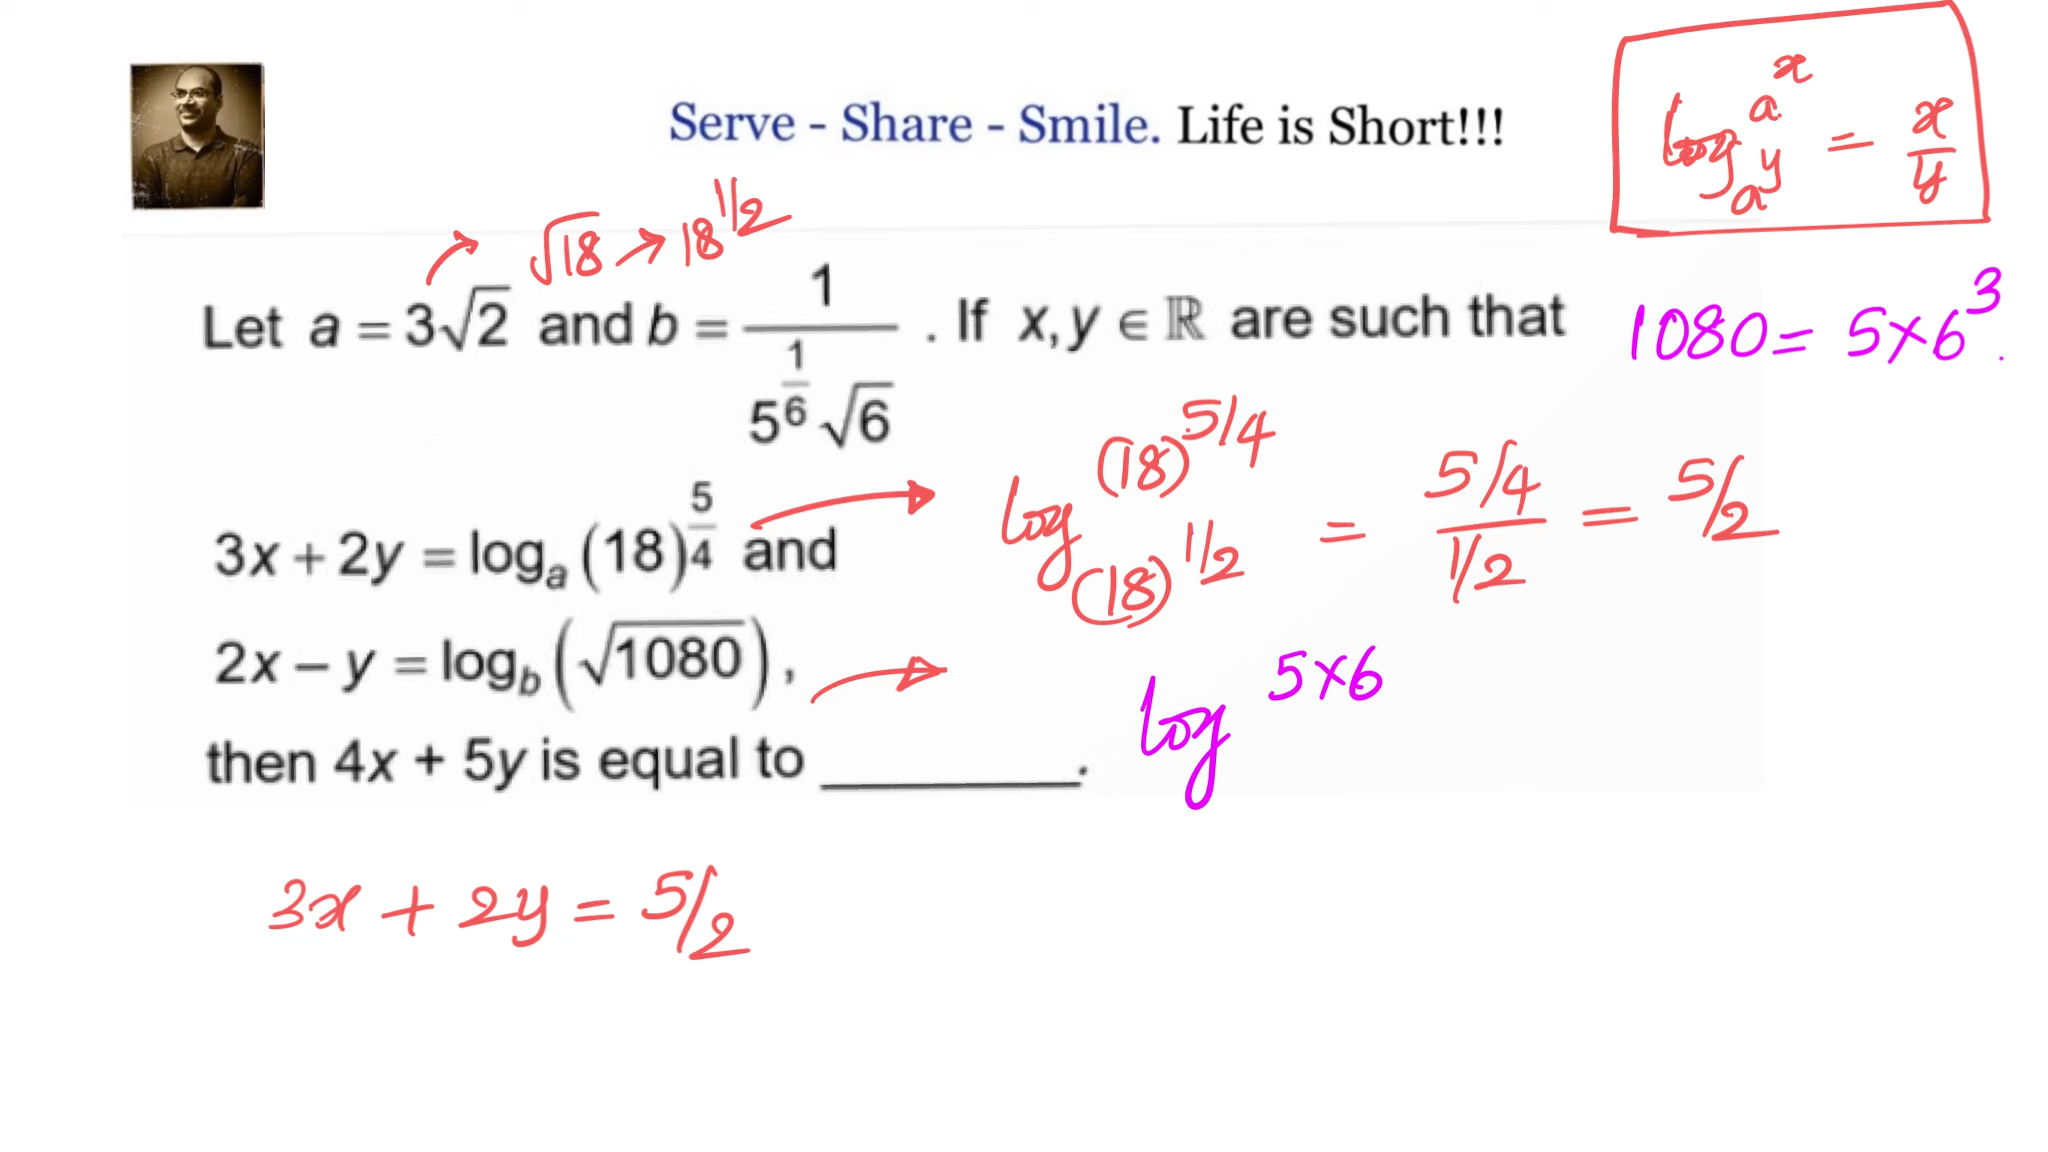 Serve - Share - Smile. Life is Short!!!
log_{a^y} a^x = x/y
√18 → 18^{1/2}
Let a = 3√2 and b = 1/(5^{1/6}√6) . If x, y ∈ ℝ are such that
1080 = 5×6^3.
3x + 2y = log_a (18)^{5/4} and
log_{(18)^{1/2}} (18)^{5/4} = (5/4)/(1/2) = 5/2
2x – y = log_b (√1080),
log 5×6
then 4x + 5y is equal to ________.
3x + 2y = 5/2